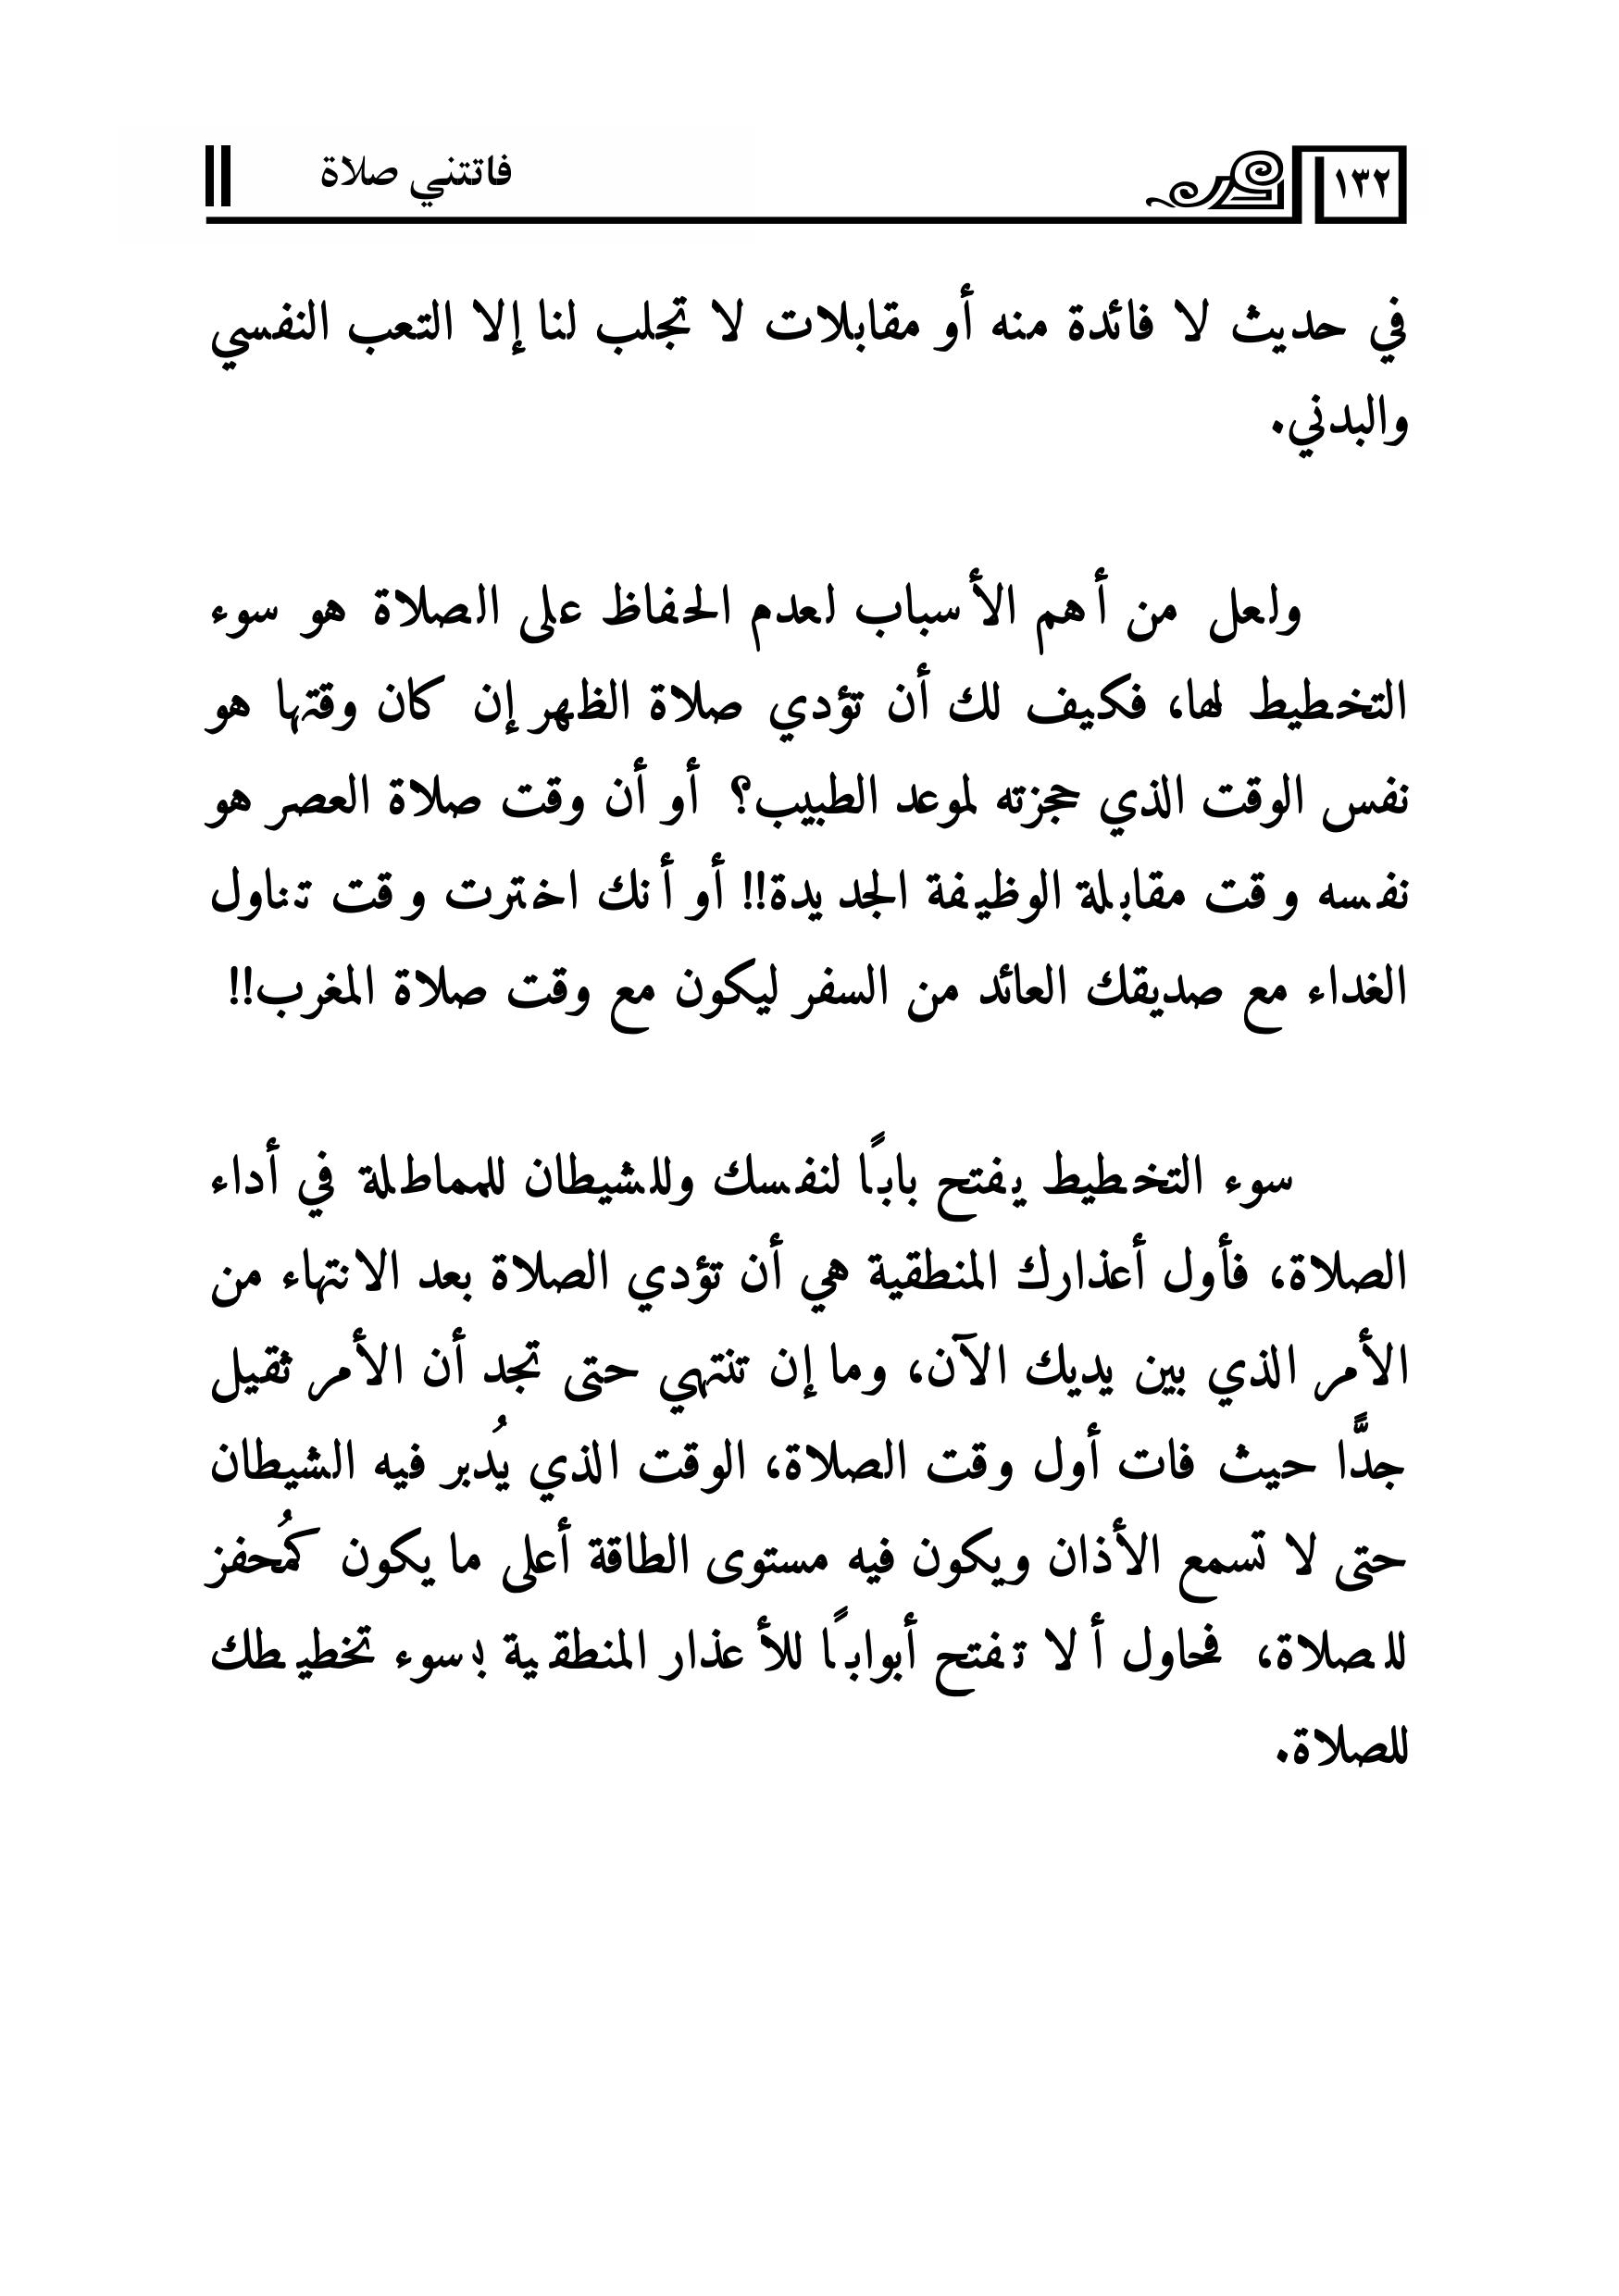 ١٣٢
فاتتني صلاة
في حديث لا فائدة منه أو مقابلات لا تجلب لنا إلا التعب النفسي
والبدني.
ولعل من أهم الأسباب لعدم الحفاظ على الصلاة هو سوء
التخطيط لها، فكيف لك أن تؤدي صلاة الظهر إن كان وقتها هو
نفس الوقت الذي حجزته لموعد الطبيب؟ أو أن وقت صلاة العصر هو
نفسه وقت مقابلة الوظيفة الجديدة!! أو أنك اخترت وقت تناول
الغداء مع صديقك العائد من السفر ليكون مع وقت صلاة المغرب!!
سوء التخطيط يفتح بابًا لنفسك وللشيطان للمماطلة في أداء
الصلاة، فأول أعذارك المنطقية هي أن تؤدي الصلاة بعد الانتهاء من
الأمر الذي بين يديك الآن، وما إن تنتهي حتى تجد أن الأمر ثقيل
جدًّا حيث فات أول وقت الصلاة، الوقت الذي يُدبر فيه الشيطان
حتى لا تسمع الأذان ويكون فيه مستوى الطاقة أعلى ما يكون كمُحفز
للصلاة، فحاول ألا تفتح أبوابًا للأعذار المنطقية بسوء تخطيطك
للصلاة.